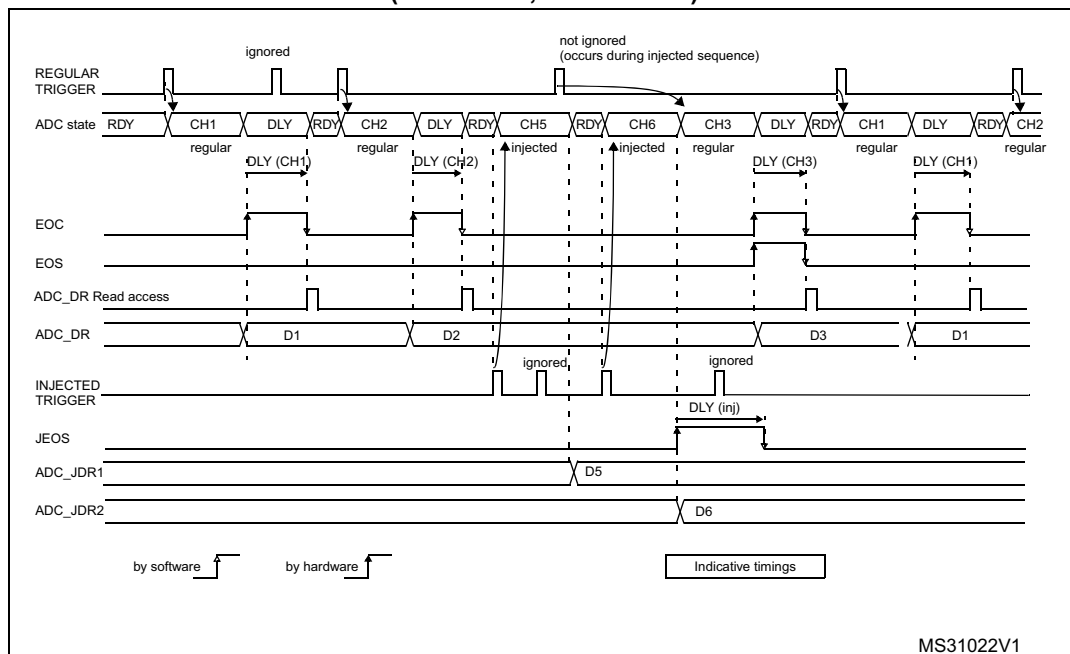 ignored
not ignored
(occurs during injected sequence)
REGULAR
TRIGGER
ADC state RDY CH1 DLY RDY CH2 DLY RDY CH5 RDY CH6 CH3 DLY RDY CH1 DLY RDY CH2
regular regular injected injected regular regular regular
DLY (CH1) DLY (CH2) DLY (CH3) DLY (CH1)
EOC
EOS
ADC_DR Read access
ADC_DR D1 D2 D3 D1
ignored ignored
INJECTED
TRIGGER
DLY (inj)
JEOS
ADC_JDR1 D5
ADC_JDR2 D6
by software by hardware Indicative timings
MS31022V1